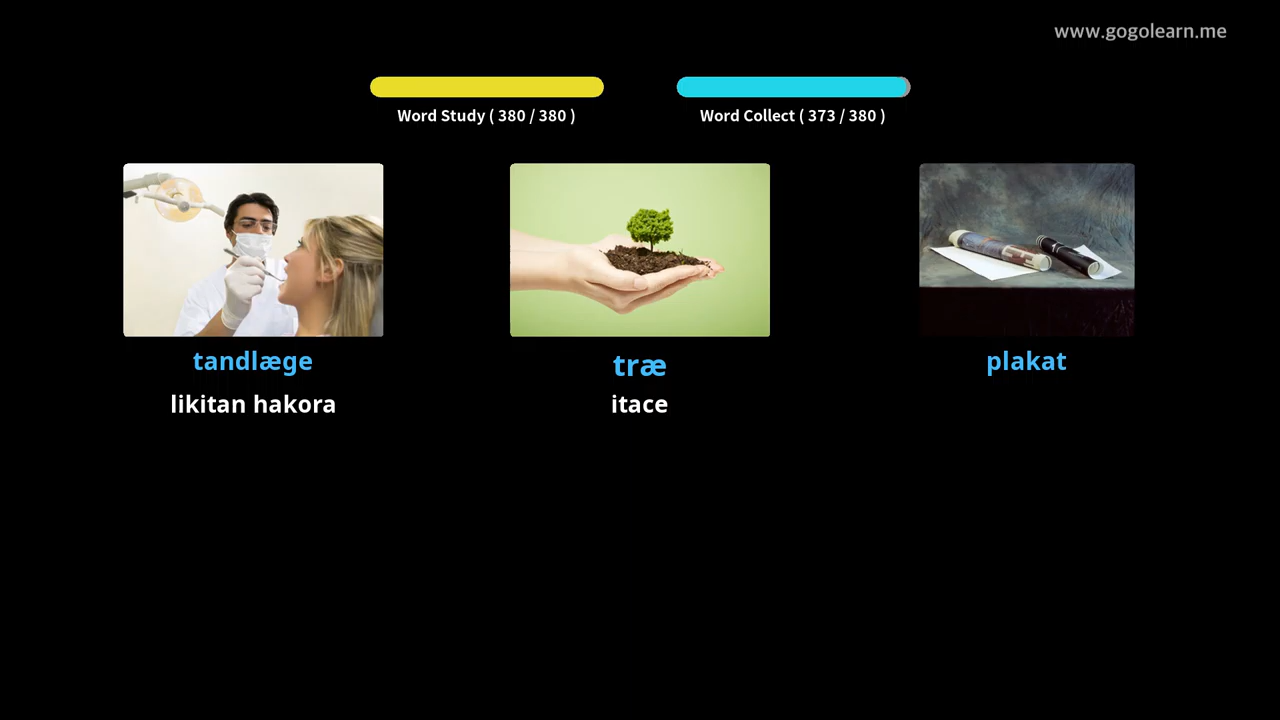 www.gogolearn.me
Word Study ( 380 / 380 )
Word Collect ( 373 / 380 )
tandlæge
træ
plakat
likitan hakora
itace